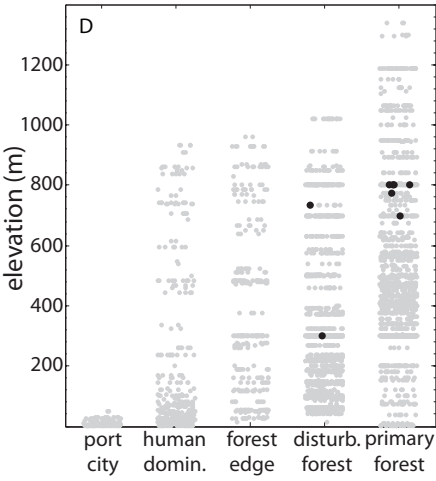 D
1200
1000
800
600
400
200
elevation (m)
port city
human domin.
forest edge
disturb. forest
primary forest